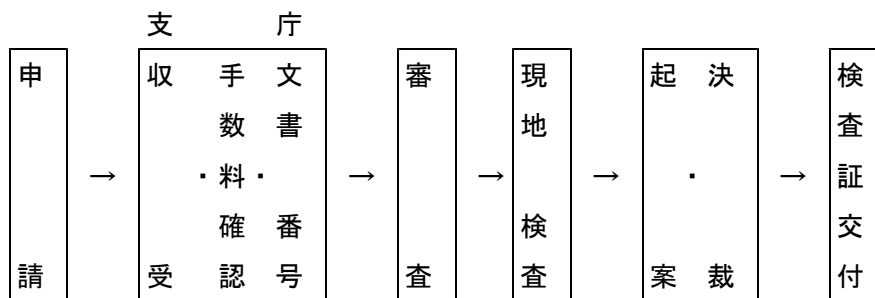 支庁
申請
→
収受・手数料確認・文書番号
→
審査
→
現地検査
→
起案・決裁
→
検査証交付